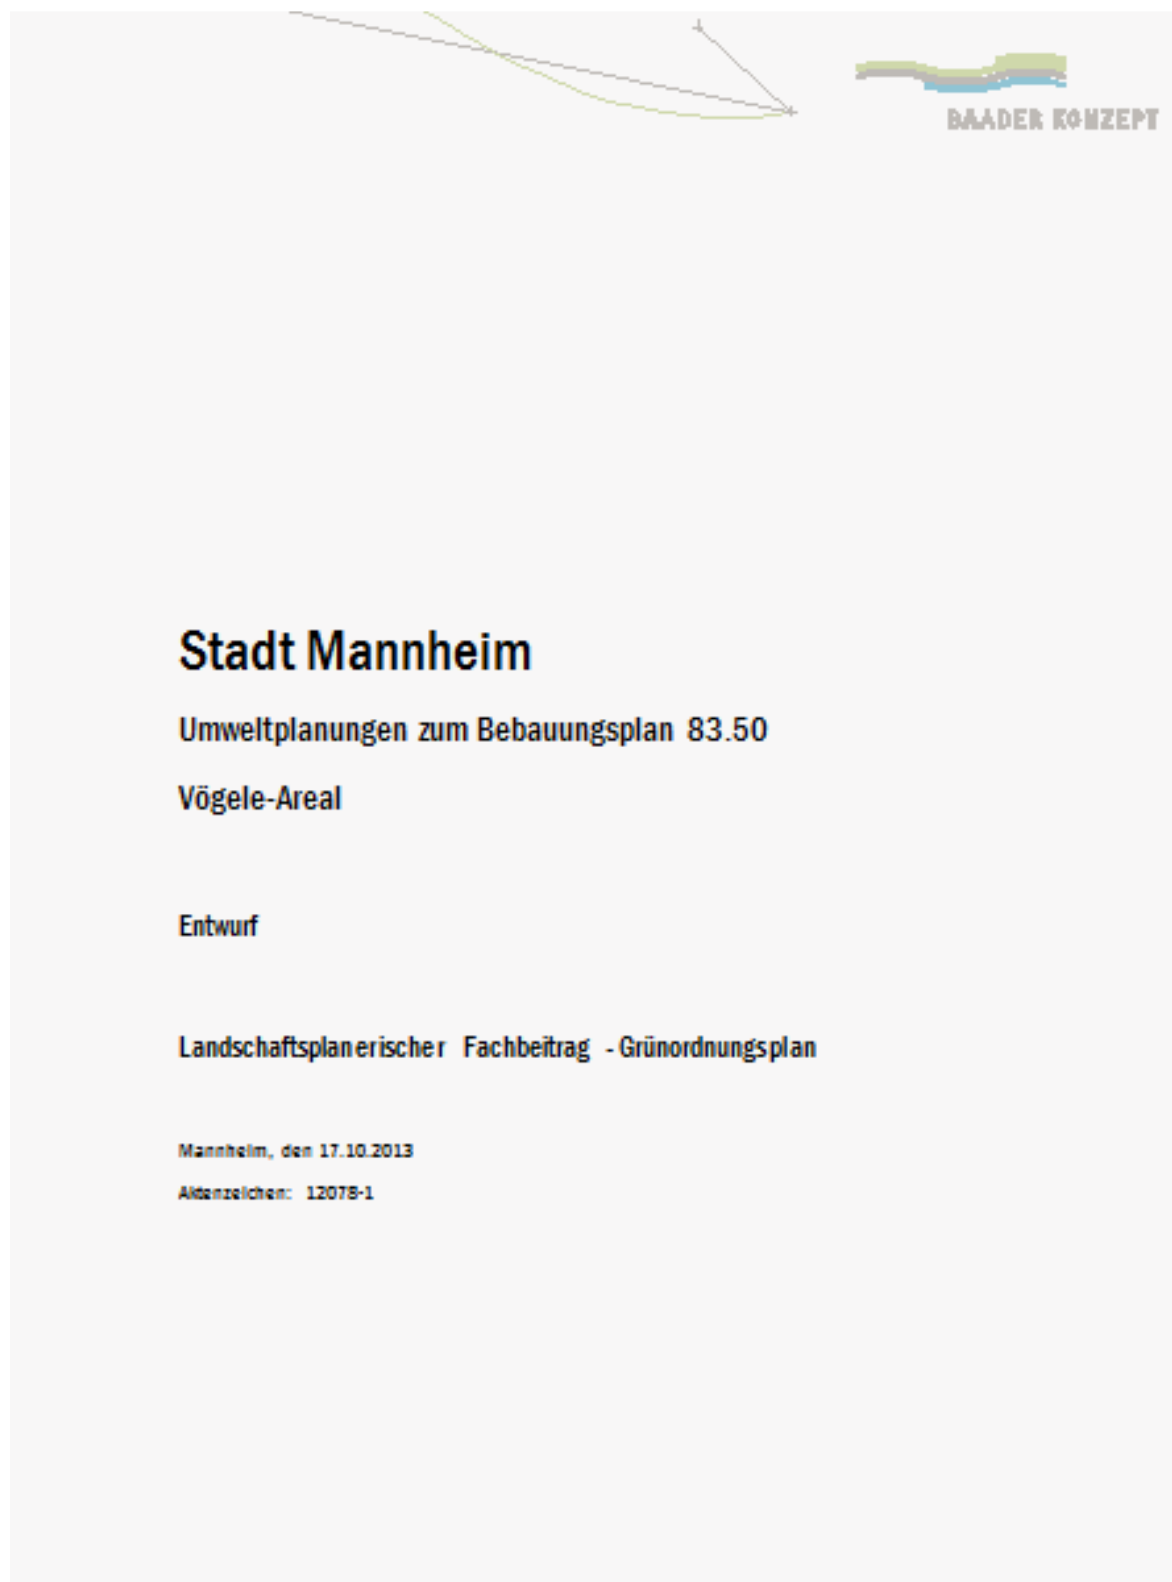 BAADER KONZEPT
Stadt Mannheim
Umweltplanungen zum Bebauungsplan 83.50
Vögele-Areal
Entwurf
Landschaftsplanerischer Fachbeitrag - Grünordnungsplan
Mannheim, den 17.10.2013
Aktenzeichen: 12078-1